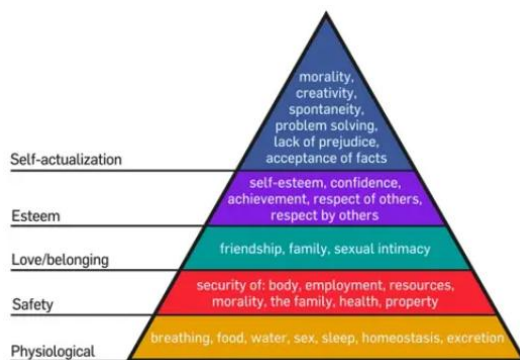 morality,
creativity,
spontaneity,
problem solving,
lack of prejudice,
acceptance of facts
Self-actualization
self-esteem, confidence,
achievement, respect of others,
respect by others
Esteem
friendship, family, sexual intimacy
Love/belonging
security of: body, employment, resources,
morality, the family, health, property
Safety
breathing, food, water, sex, sleep, homeostasis, excretion
Physiological